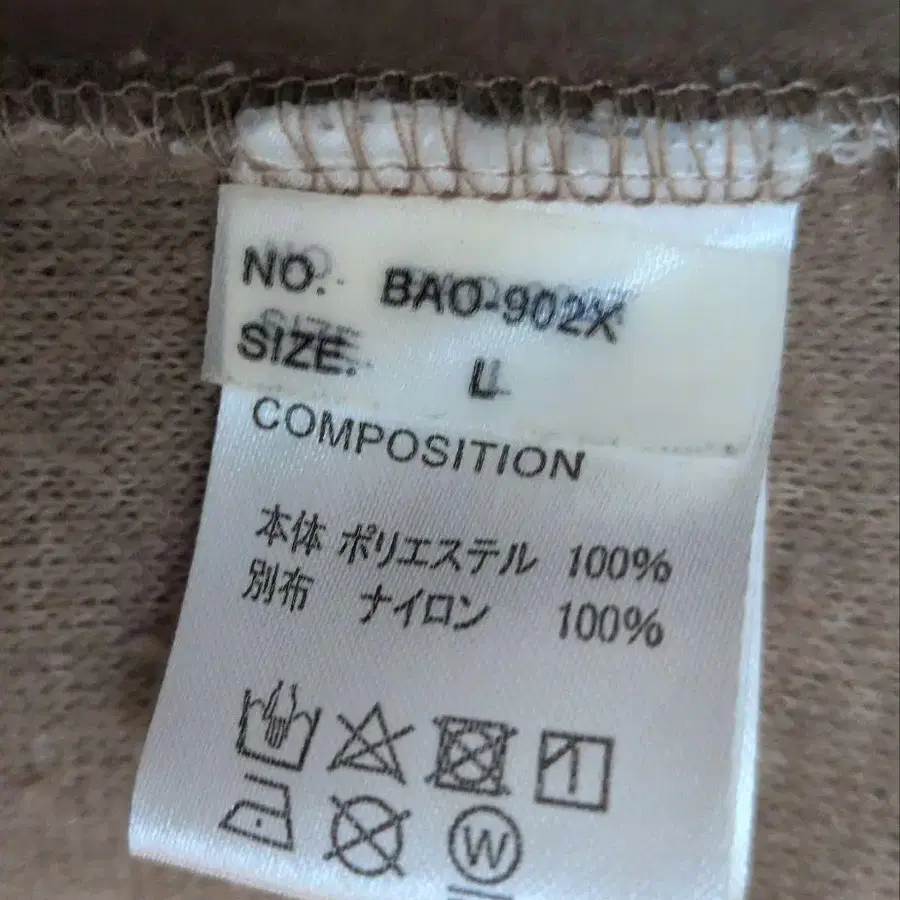 NO. BAO-902X
SIZE. L
COMPOSITION
本体 ポリエステル 100%
別布 ナイロン 100%
W